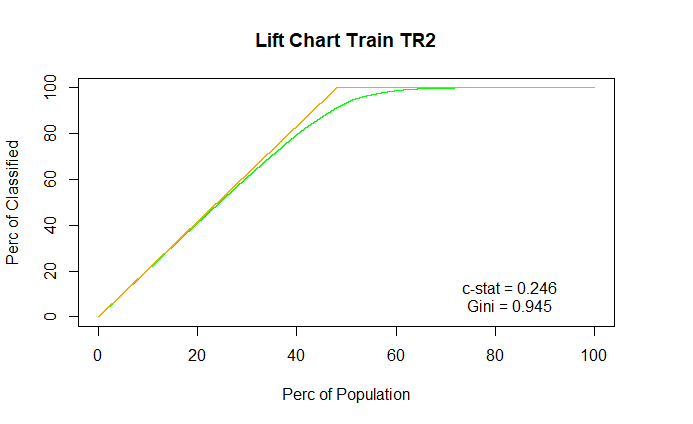 Lift Chart Train TR2
Perc of Classified
100
80
60
40
20
0
c-stat = 0.246
Gini = 0.945
0 20 40 60 80 100
Perc of Population